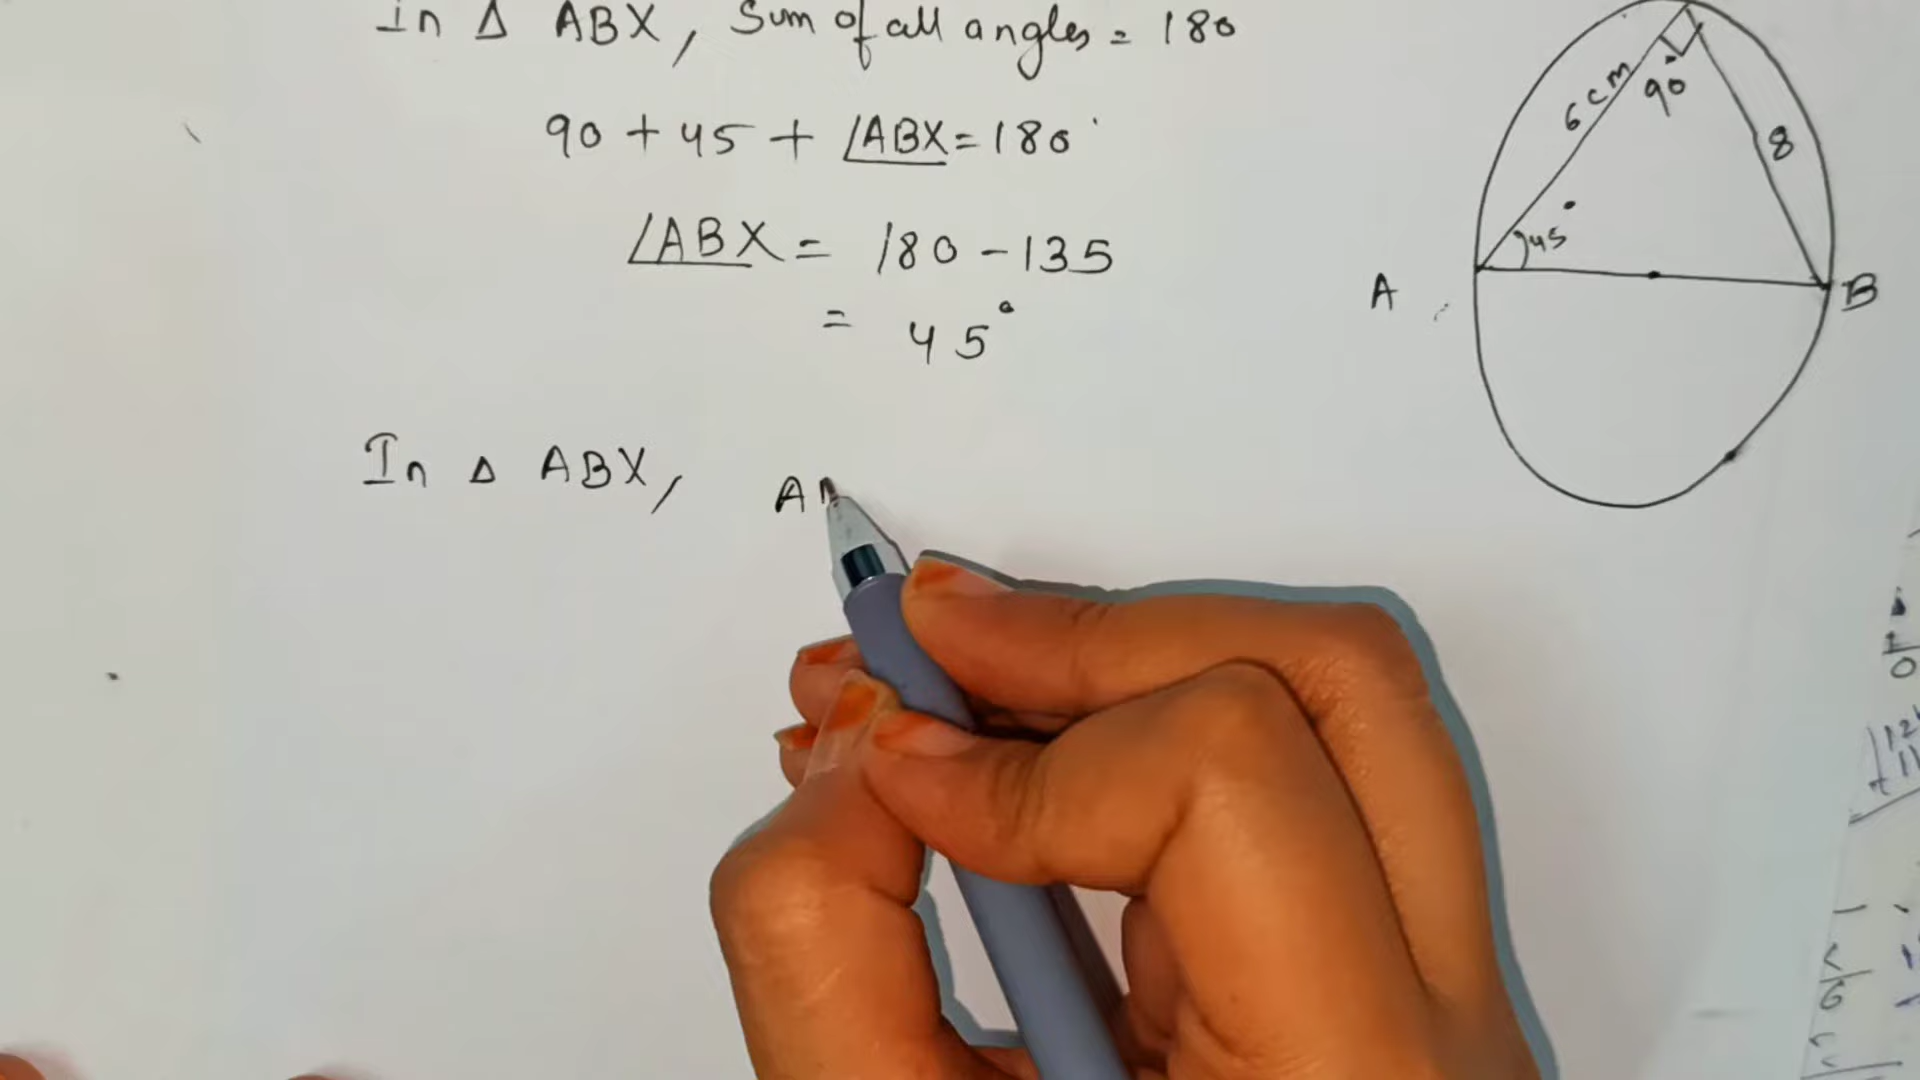 In Δ ABX, Sum of all angles = 180
90 + 45 + ∠ABX = 180°
∠ABX = 180 - 135
= 45°
In Δ ABX, A
6cm
90°
8
45°
A
B